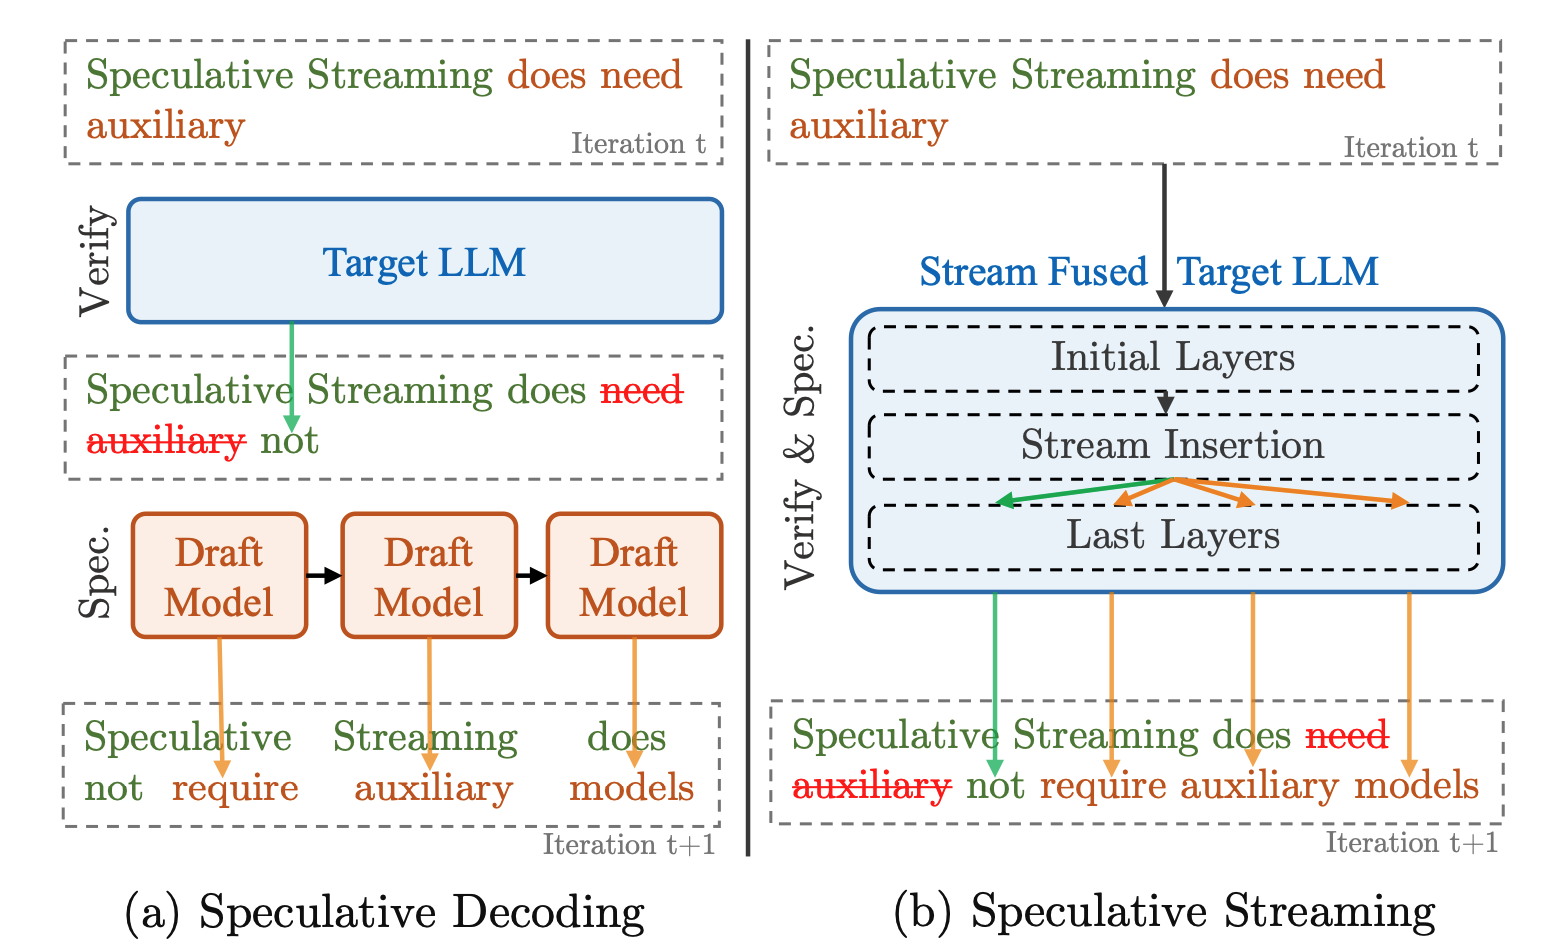 Speculative Streaming does need
auxiliary
Iteration t
Verify
Target LLM
Speculative Streaming does need
auxiliary not
Spec.
Draft
Model
Draft
Model
Draft
Model
Speculative Streaming does
not require auxiliary models
Iteration t+1
(a) Speculative Decoding
Speculative Streaming does need
auxiliary
Iteration t
Stream Fused Target LLM
Verify & Spec.
Initial Layers
Stream Insertion
Last Layers
Speculative Streaming does need
auxiliary not require auxiliary models
Iteration t+1
(b) Speculative Streaming